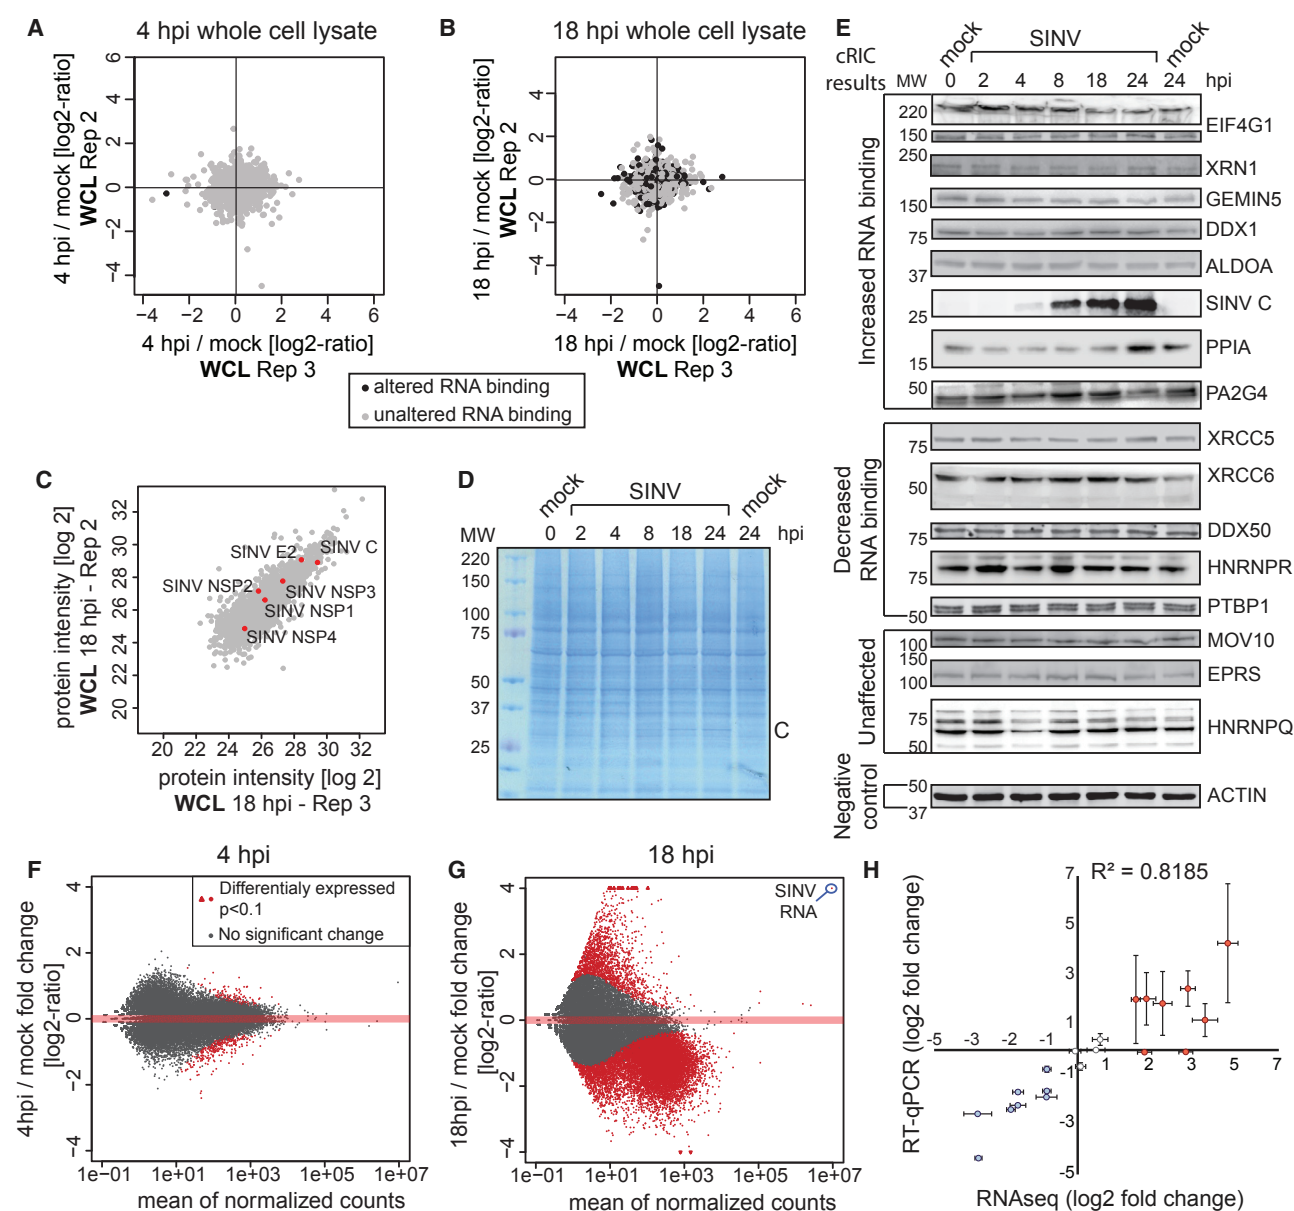 A
4 hpi whole cell lysate
4 hpi / mock [log2-ratio]
WCL Rep 2
6
4
2
0
−2
−4
−4 −2 0 2 4 6
4 hpi / mock [log2-ratio]
WCL Rep 3
B
18 hpi whole cell lysate
18 hpi / mock [log2-ratio]
WCL Rep 2
4
2
0
−2
−4
−4 −2 0 2 4 6
18 hpi / mock [log2-ratio]
WCL Rep 3
altered RNA binding
unaltered RNA binding
C
protein intensity [log 2]
WCL 18 hpi - Rep 2
32
30
28
26
24
22
20
SINV E2
SINV C
SINV NSP2
SINV NSP3
SINV NSP1
SINV NSP4
20 22 24 26 28 30 32
protein intensity [log 2]
WCL 18 hpi - Rep 3
D
mock SINV mock
MW 0 2 4 8 18 24 24 hpi
220
150
100
75
50
37
25
C
E
cRIC results
mock SINV mock
MW 0 2 4 8 18 24 24 hpi
Increased RNA binding
220
150
EIF4G1
250
XRN1
150
GEMIN5
75
DDX1
37
ALDOA
25
SINV C
15
PPIA
50
PA2G4
Decreased RNA binding
75
XRCC5
50
XRCC6
75
DDX50
75
HNRNPR
50
PTBP1
Unaffected
100
MOV10
150
100
EPRS
75
50
HNRNPQ
Negative control
50
37
ACTIN
F
4 hpi
4hpi / mock fold change
[log2-ratio]
4
2
0
−2
−4
Differentialy expressed
p<0.1
No significant change
1e−01 1e+01 1e+03 1e+05 1e+07
mean of normalized counts
G
18 hpi
18hpi / mock fold change
[log2-ratio]
4
2
0
−2
−4
SINV
RNA
1e−01 1e+01 1e+03 1e+05 1e+07
mean of normalized counts
H
R² = 0.8185
RT-qPCR (log2 fold change)
7
5
3
1
-1
-3
-5
-5 -3 -2 -1 1 2 3 5 7
RNAseq (log2 fold change)